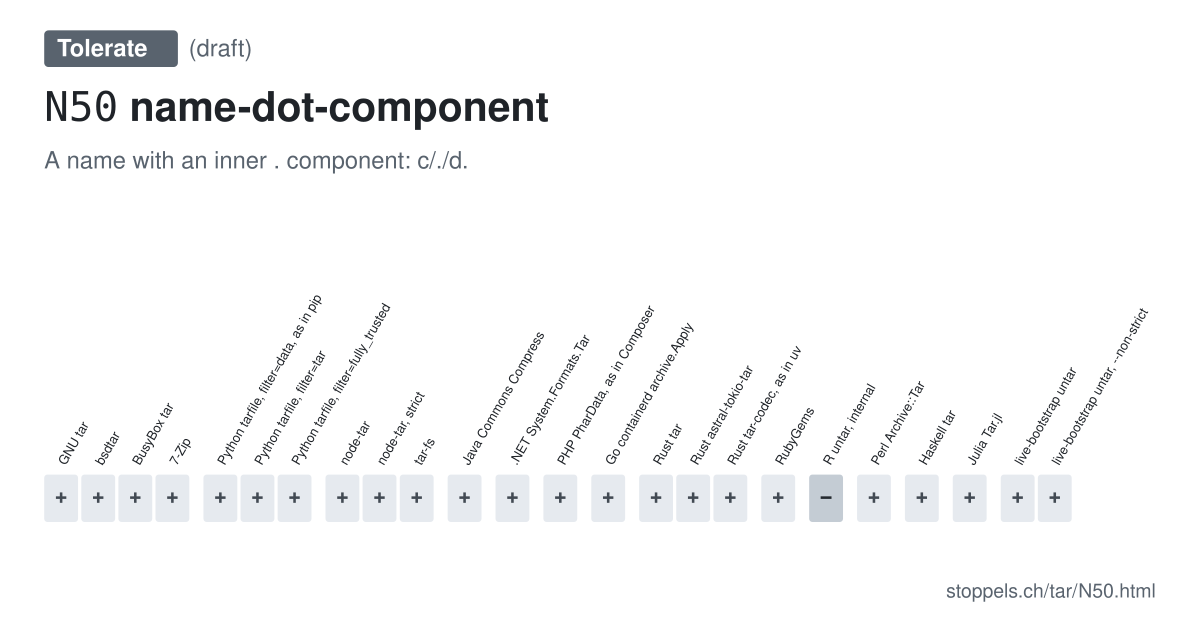 Tolerate (draft)
N50 name-dot-component
A name with an inner . component: c/./d.
GNU tar
bsdtar
BusyBox tar
7-Zip
Python tarfile, filter=data, as in pip
Python tarfile, filter=tar
Python tarfile, filter=fully_trusted
node-tar
node-tar, strict
tar-fs
Java Commons Compress
.NET System.Formats.Tar
PHP PharData, as in Composer
Go containerd archive.Apply
Rust tar
Rust astral-tokio-tar
Rust tar-codec, as in uv
RubyGems
R untar, internal
Perl Archive::Tar
Haskell tar
Julia Tar.jl
live-bootstrap untar
live-bootstrap untar, --non-strict
+ + + + + + + + + + + + + + + + + + − + + + + +
stoppels.ch/tar/N50.html